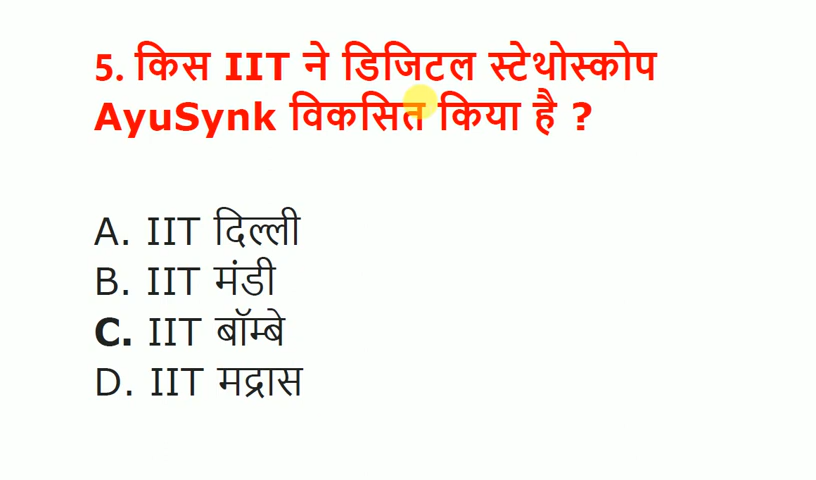 5. किस IIT ने डिजिटल स्टेथोस्कोप
AyuSynk विकसित किया है ?
A. IIT दिल्ली
B. IIT मंडी
C. IIT बॉम्बे
D. IIT मद्रास